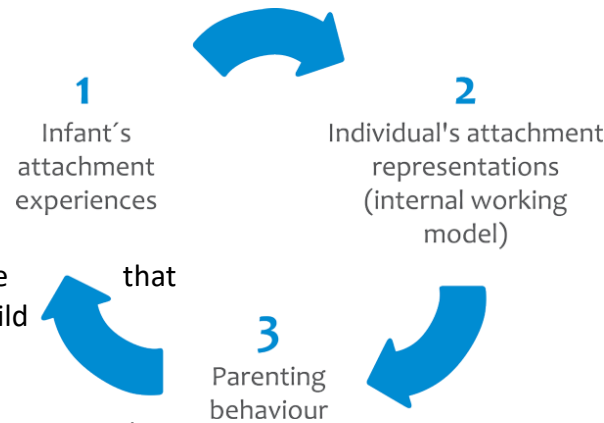 1
Infant´s
attachment
experiences
2
Individual's attachment
representations
(internal working
model)
that
3
Parenting
behaviour